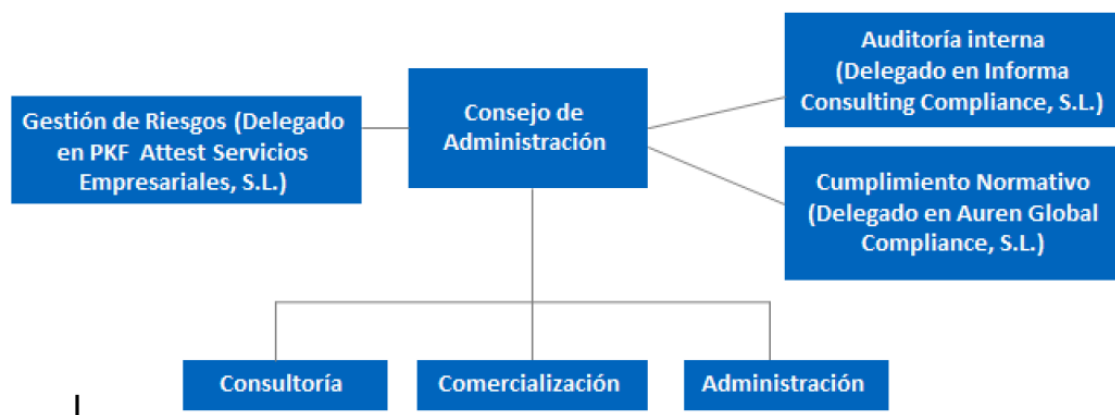 Auditoría interna
(Delegado en Informa
Consulting Compliance, S.L.)
Consejo de
Administración
Gestión de Riesgos (Delegado
en PKF Attest Servicios
Empresariales, S.L.)
Cumplimiento Normativo
(Delegado en Auren Global
Compliance, S.L.)
Consultoría
Comercialización
Administración